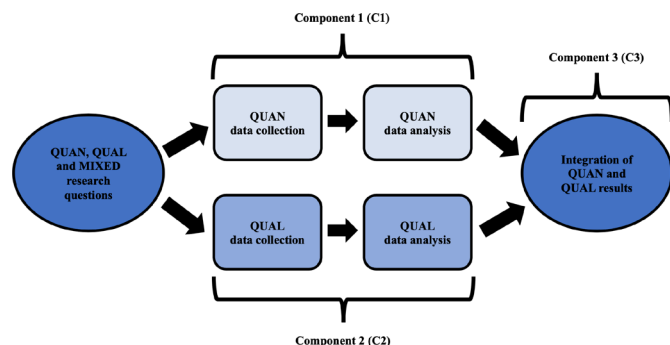 Component 1 (C1)
Component 3 (C3)
QUAN
data collection
QUAN
data analysis
QUAN, QUAL
and MIXED
research
questions
Integration of
QUAN and
QUAL results
QUAL
data collection
QUAL
data analysis
Component 2 (C2)